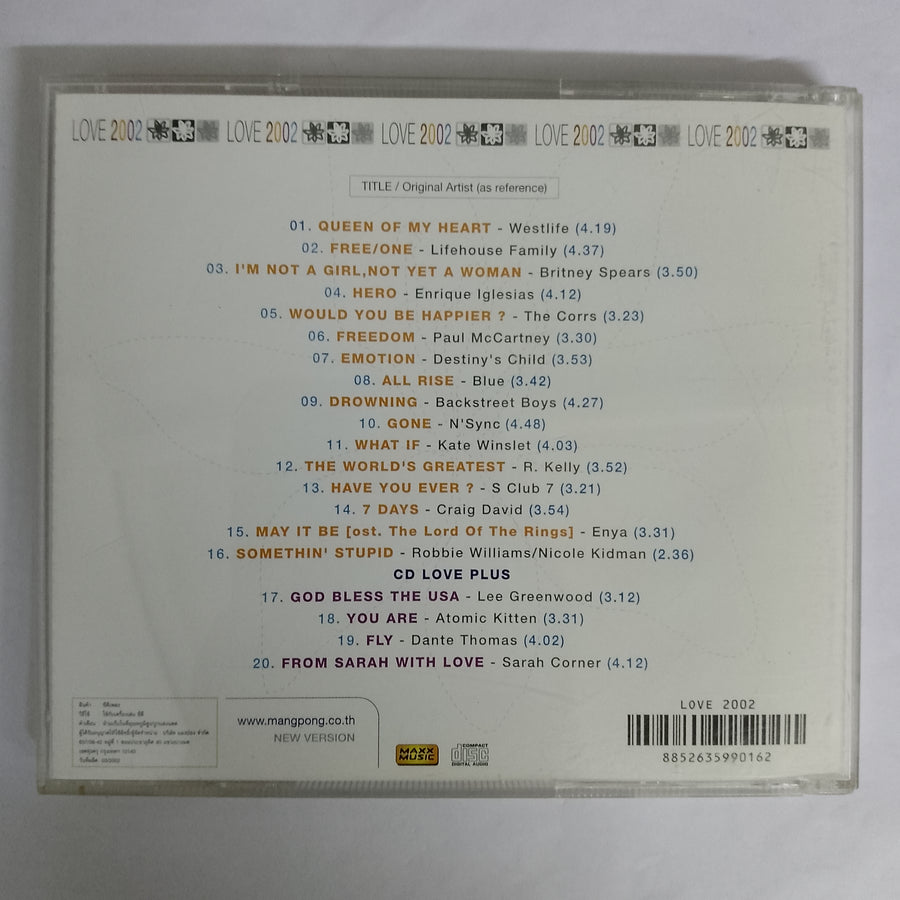 LOVE 2002 LOVE 2002 LOVE 2002 LOVE 2002 LOVE 2002
TITLE / Original Artist (as reference)
01. QUEEN OF MY HEART - Westlife (4.19)
02. FREE/ONE - Lifehouse Family (4.37)
03. I'M NOT A GIRL,NOT YET A WOMAN - Britney Spears (3.50)
04. HERO - Enrique Iglesias (4.12)
05. WOULD YOU BE HAPPIER ? - The Corrs (3.23)
06. FREEDOM - Paul McCartney (3.30)
07. EMOTION - Destiny's Child (3.53)
08. ALL RISE - Blue (3.42)
09. DROWNING - Backstreet Boys (4.27)
10. GONE - N'Sync (4.48)
11. WHAT IF - Kate Winslet (4.03)
12. THE WORLD'S GREATEST - R. Kelly (3.52)
13. HAVE YOU EVER ? - S Club 7 (3.21)
14. 7 DAYS - Craig David (3.54)
15. MAY IT BE [ost. The Lord Of The Rings] - Enya (3.31)
16. SOMETHIN' STUPID - Robbie Williams/Nicole Kidman (2.36)
CD LOVE PLUS
17. GOD BLESS THE USA - Lee Greenwood (3.12)
18. YOU ARE - Atomic Kitten (3.31)
19. FLY - Dante Thomas (4.02)
20. FROM SARAH WITH LOVE - Sarah Corner (4.12)
www.mangpong.co.th
NEW VERSION
MAXX MUSIC
COMPACT disc DIGITAL AUDIO
LOVE 2002
8852635990162